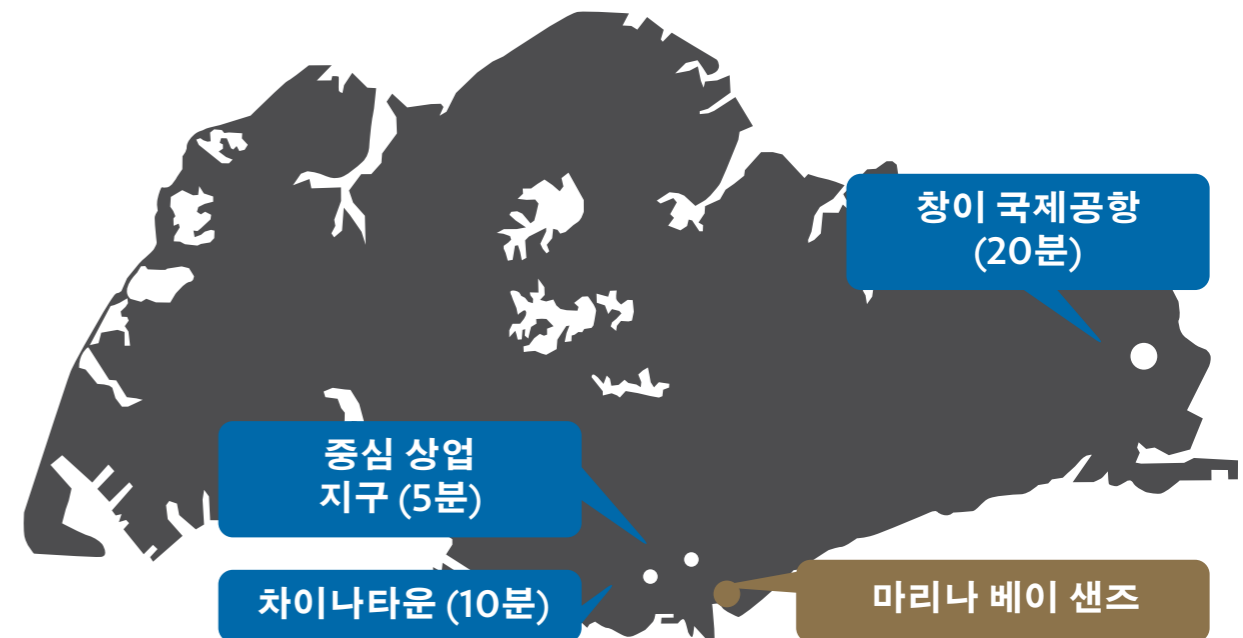 창이 국제공항
(20분)
중심 상업
지구 (5분)
차이나타운 (10분)
마리나 베이 샌즈